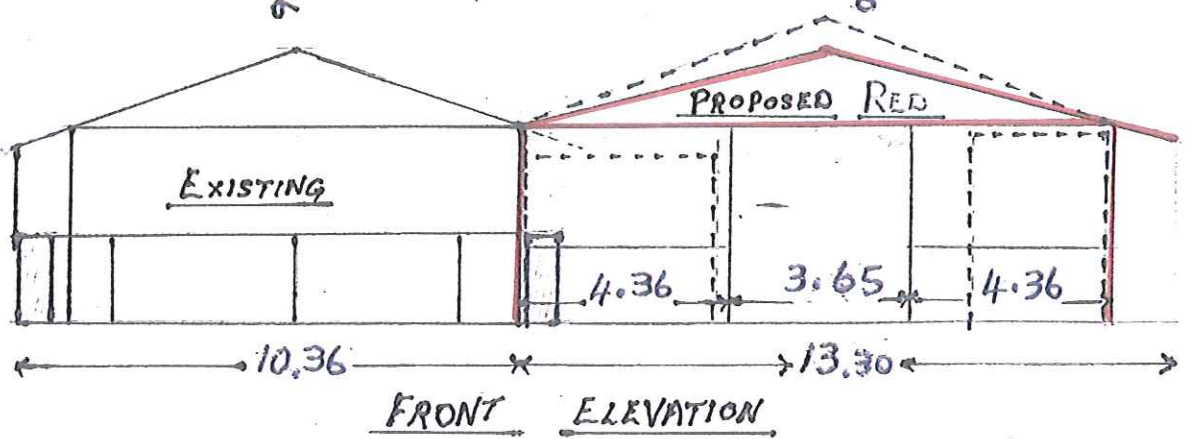 PROPOSED RED
EXISTING
4.36 3.65 4.36
10.36 13.30
FRONT ELEVATION